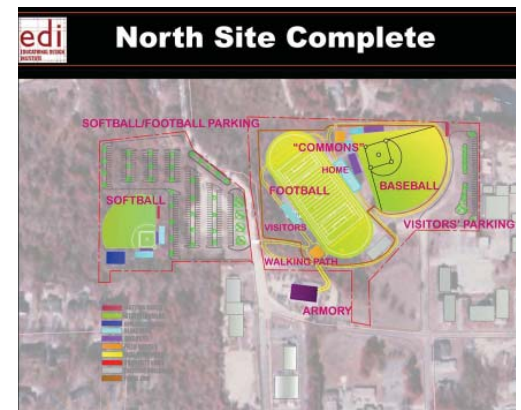 edi
EDUCATIONAL DESIGN
North Site Complete
SOFTBALL/FOOTBALL PARKING
"COMMONS"
HOME
SOFTBALL
FOOTBALL
BASEBALL
VISITORS
VISITORS' PARKING
WALKING PATH
ARMORY